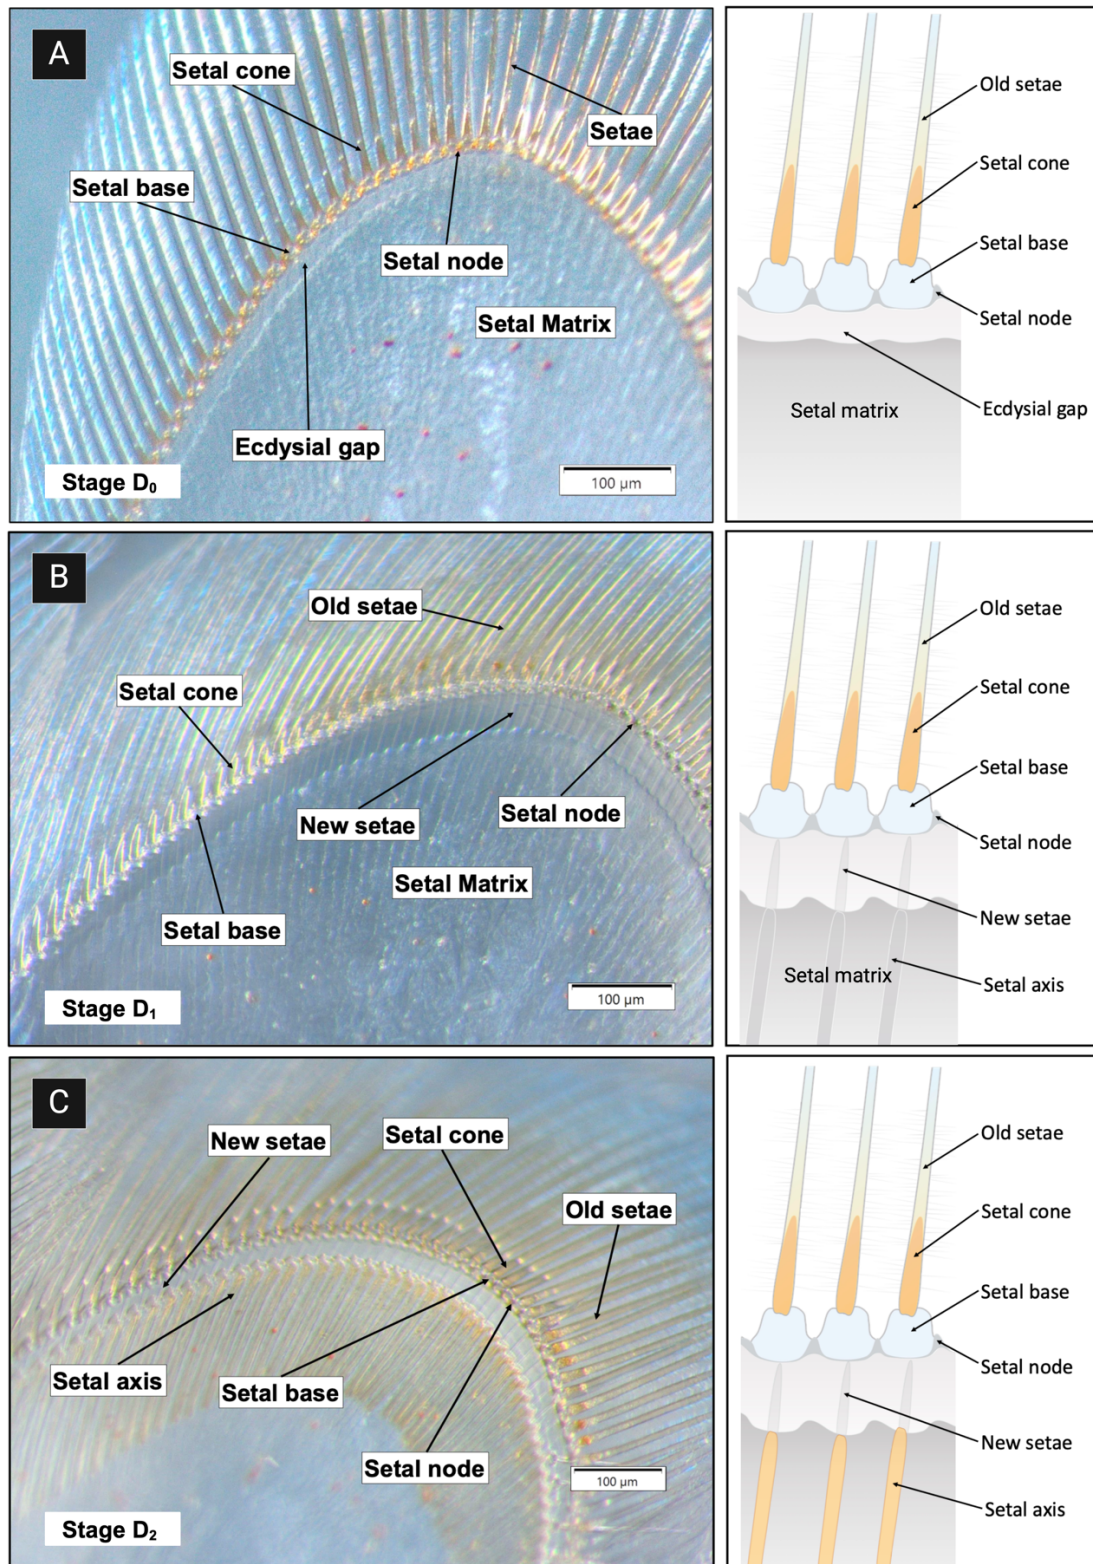 A
Setal cone
Setae
Setal base
Setal node
Setal Matrix
Ecdysial gap
Stage D₀
100 µm
Old setae
Setal cone
Setal base
Setal node
Ecdysial gap
Setal matrix
B
Old setae
Setal cone
New setae
Setal node
Setal Matrix
Setal base
Stage D₁
100 µm
Old setae
Setal cone
Setal base
Setal node
New setae
Setal axis
Setal matrix
C
New setae
Setal cone
Old setae
Setal axis
Setal base
Setal node
Stage D₂
100 µm
Old setae
Setal cone
Setal base
Setal node
New setae
Setal axis